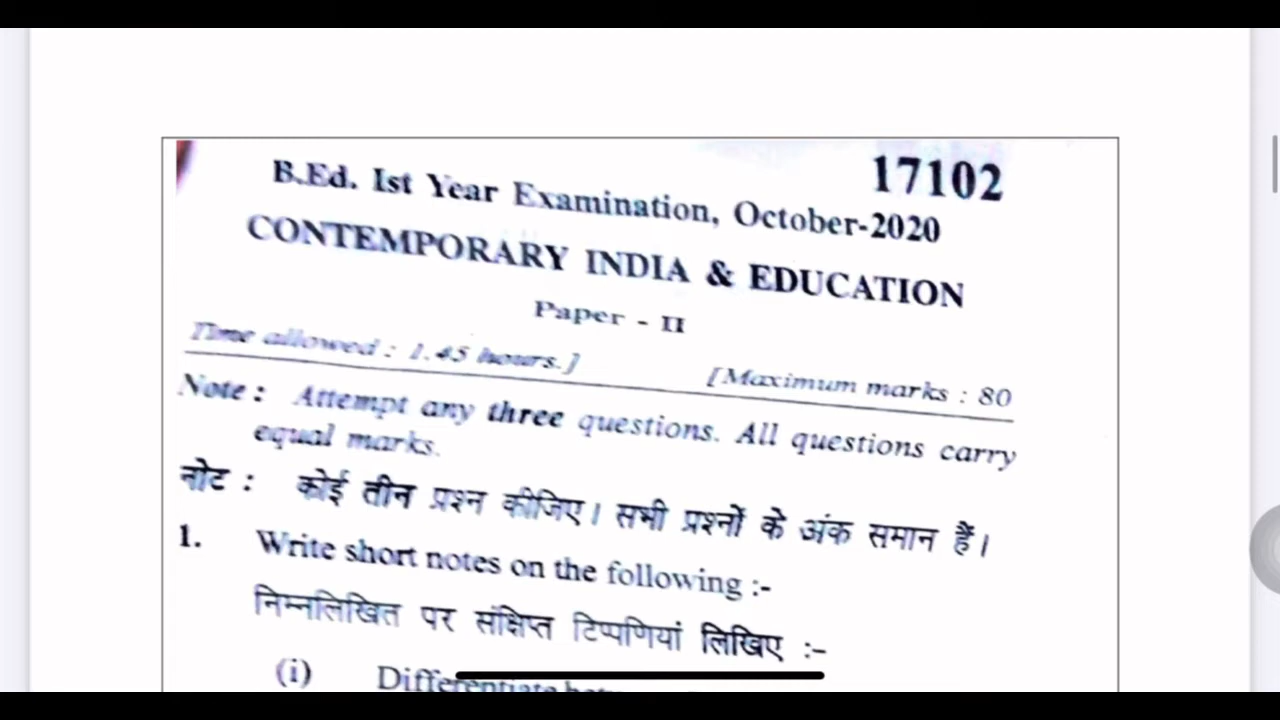 17102
B.Ed. Ist Year Examination, October-2020
CONTEMPORARY INDIA & EDUCATION
Paper - II
Time allowed : 1.45 hours.] [Maximum marks : 80
Note : Attempt any three questions. All questions carry
equal marks.
नोट : कोई तीन प्रश्न कीजिए। सभी प्रश्नों के अंक समान हैं।
1. Write short notes on the following :-
निम्नलिखित पर संक्षिप्त टिप्पणियां लिखिए :-
(i) Differentiate